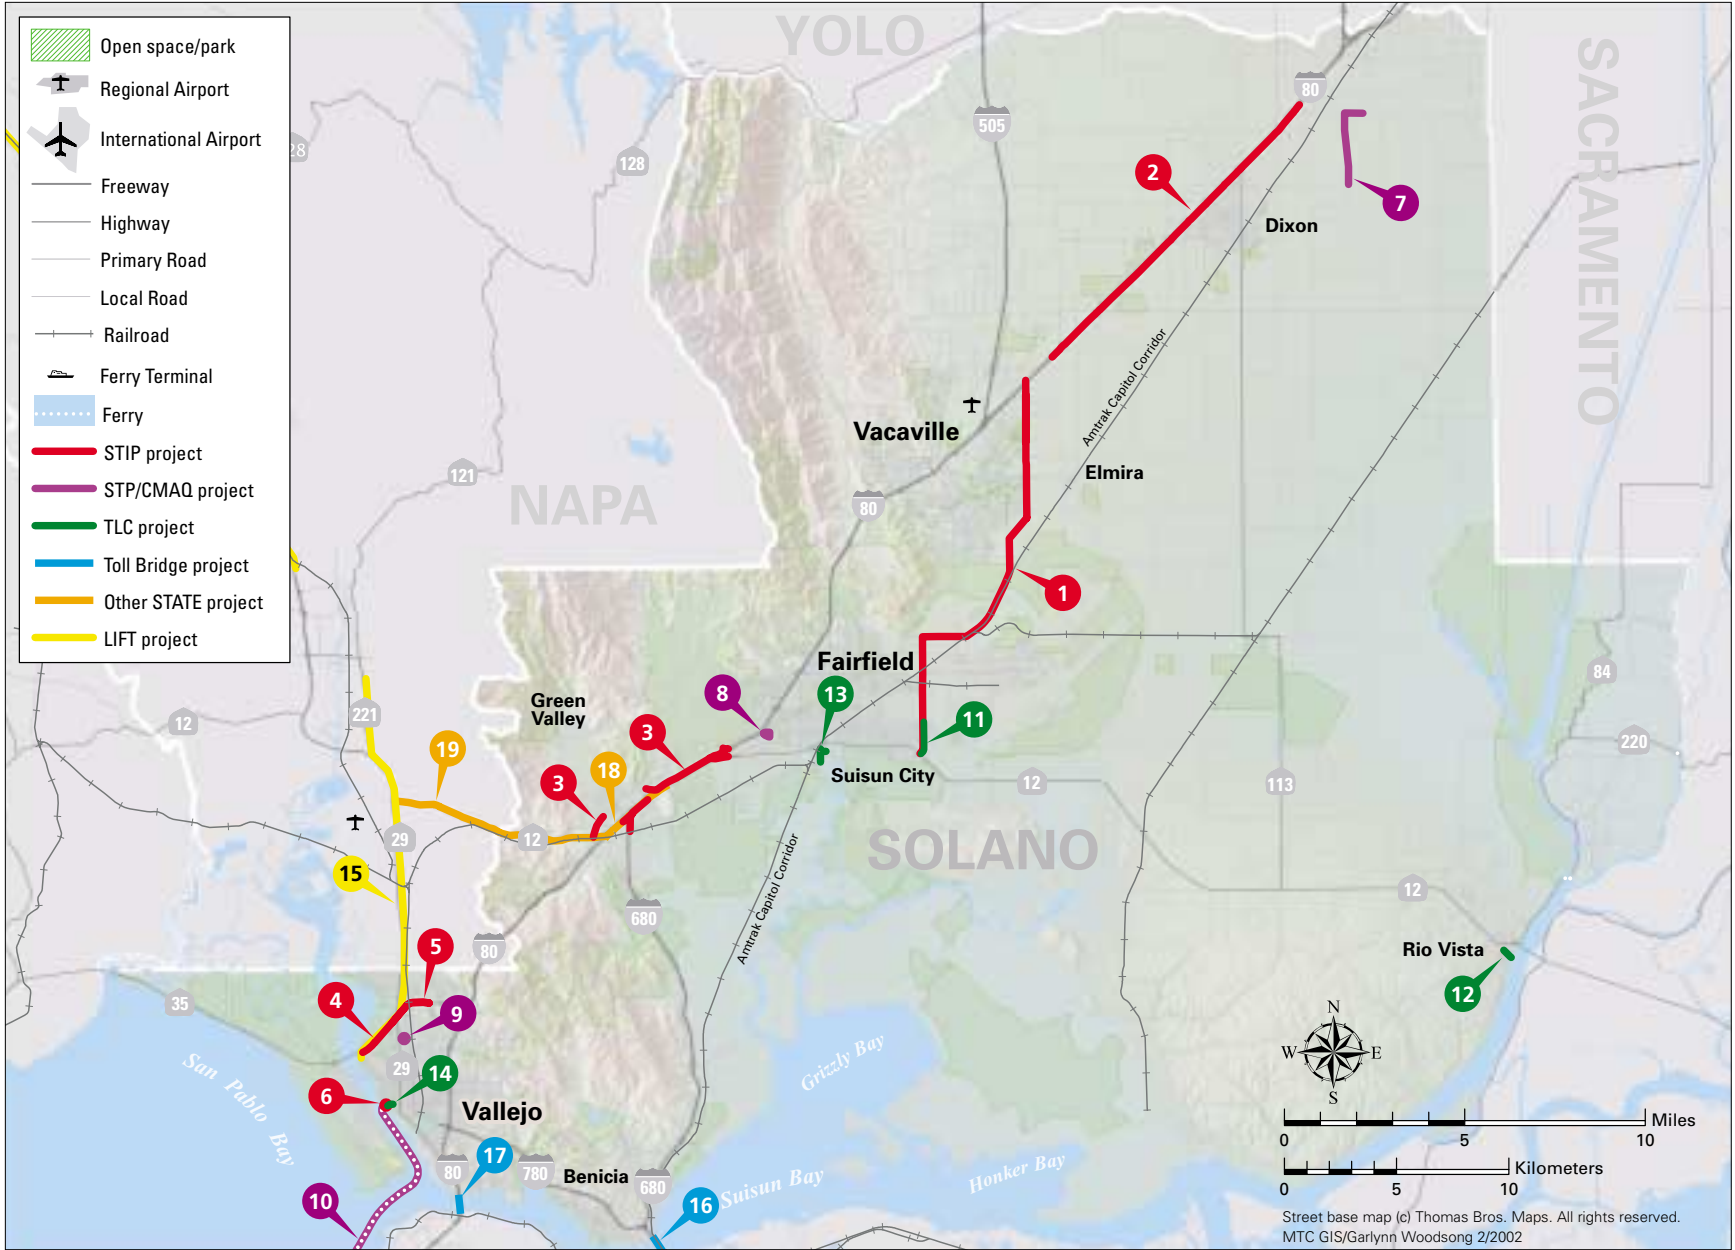 Open space/park
Regional Airport
International Airport
Freeway
Highway
Primary Road
Local Road
Railroad
Ferry Terminal
Ferry
STIP project
STP/CMAQ project
TLC project
Toll Bridge project
Other STATE project
LIFT project
YOLO
SACRAMENTO
NAPA
SOLANO
28
128
505
80
2
7
Dixon
Amtrak Capitol Corridor
Vacaville
Elmira
121
80
1
Fairfield
Green
Valley
8
13
11
3
221
12
19
18
3
Suisun City
12
113
84
220
29
12
15
Amtrak Capitol Corridor
680
12
80
5
4
9
35
29
14
6
Rio Vista
12
San Pablo Bay
Grizzly Bay
Vallejo
17
80
780
Benicia
680
10
16
Suisun Bay
Honker Bay
N
W
E
S
Miles
0
5
10
Kilometers
0
5
10
Street base map (c) Thomas Bros. Maps. All rights reserved.
MTC GIS/Garlynn Woodsong 2/2002